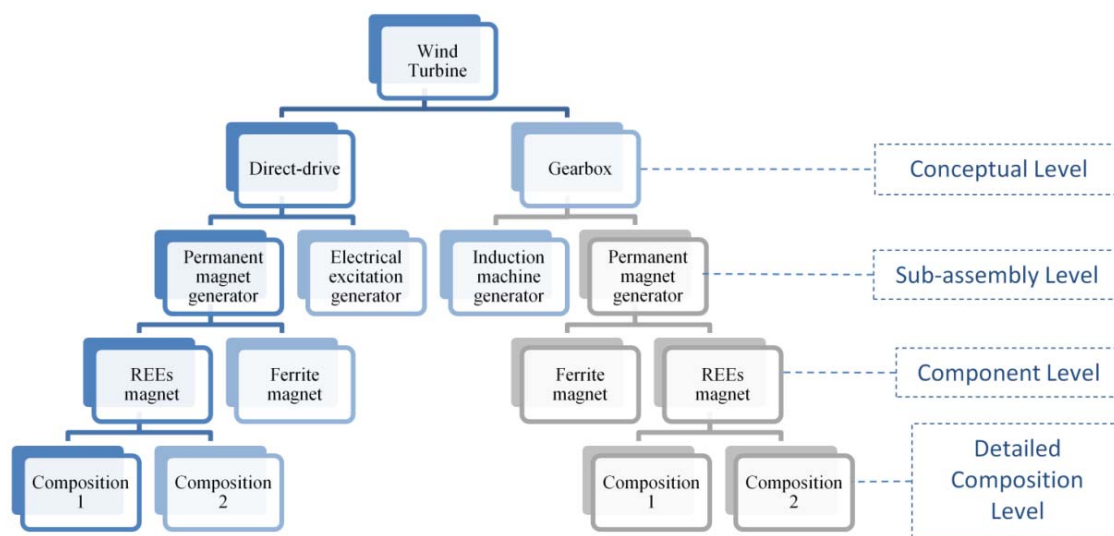 Wind
Turbine
Direct-drive
Gearbox
Conceptual Level
Permanent
magnet
generator
Electrical
excitation
generator
Induction
machine
generator
Permanent
magnet
generator
Sub-assembly Level
REEs
magnet
Ferrite
magnet
Ferrite
magnet
REEs
magnet
Component Level
Composition
1
Composition
2
Composition
1
Composition
2
Detailed
Composition
Level